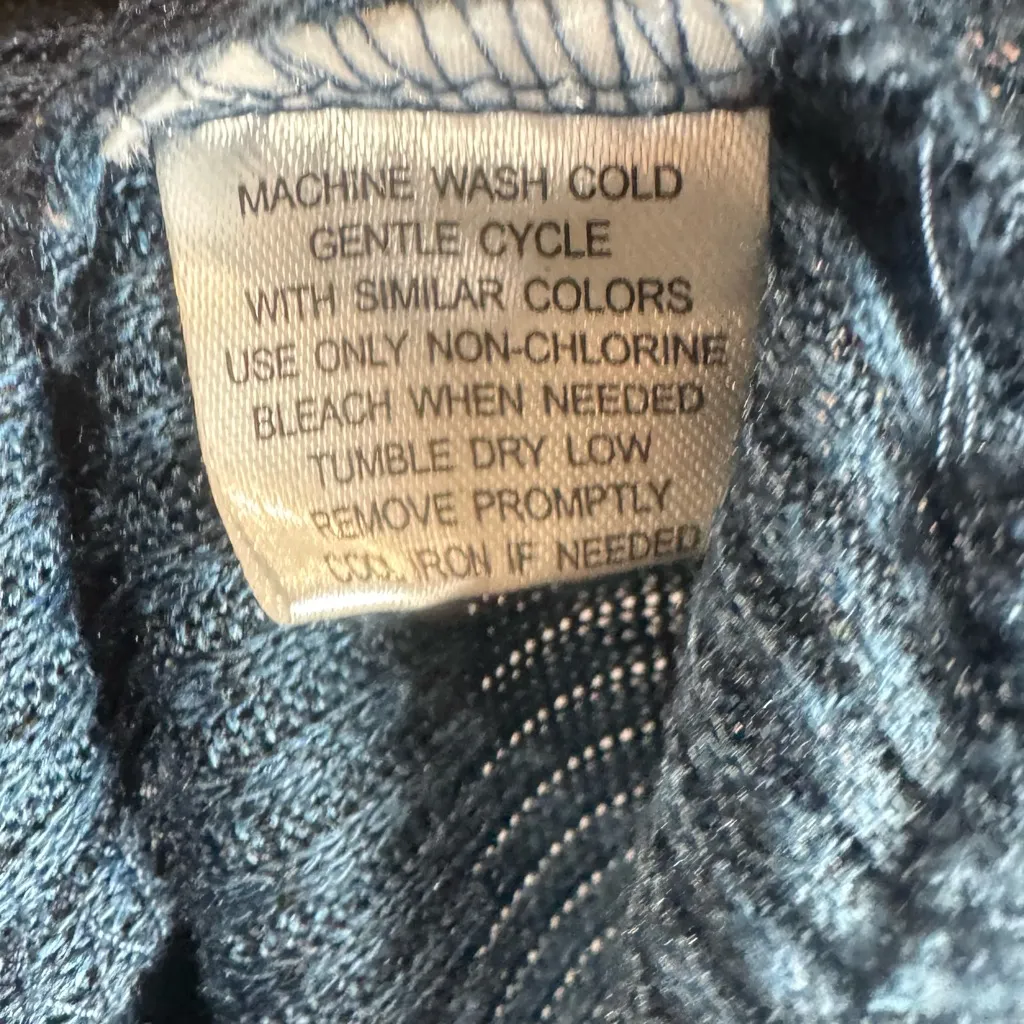 MACHINE WASH COLD
GENTLE CYCLE
WITH SIMILAR COLORS
USE ONLY NON-CHLORINE
BLEACH WHEN NEEDED
TUMBLE DRY LOW
REMOVE PROMPTLY
COOL IRON IF NEEDED